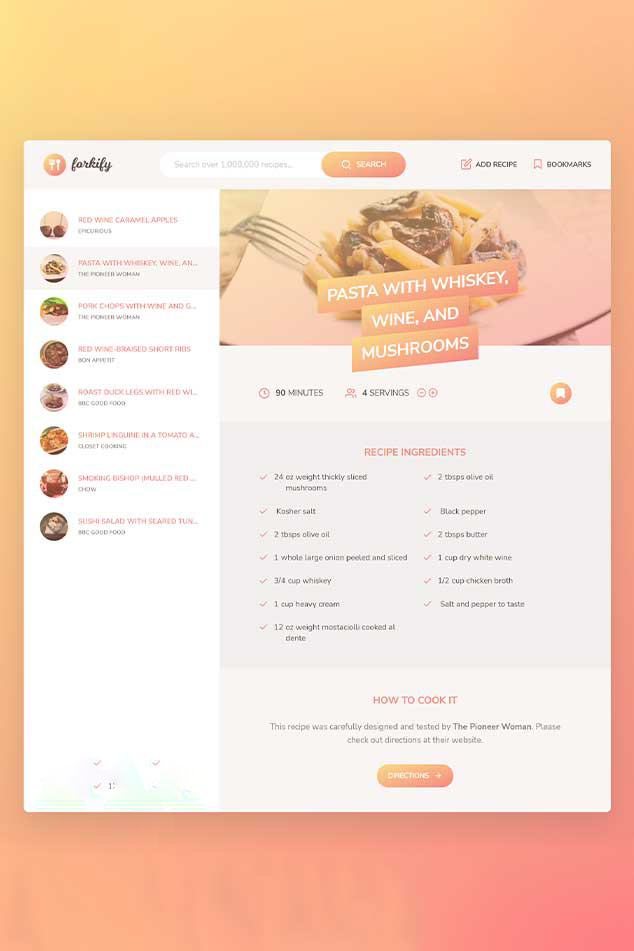 forkify
Search over 1,000,000 recipes...
SEARCH
ADD RECIPE
BOOKMARKS
RED WINE CARAMEL APPLES
EPICURIOUS
PASTA WITH WHISKEY, WINE, AN...
THE PIONEER WOMAN
PORK CHOPS WITH WINE AND G...
THE PIONEER WOMAN
RED WINE-BRAISED SHORT RIBS
BON APPETIT
ROAST DUCK LEGS WITH RED WI...
BBC GOOD FOOD
SHRIMP LINGUINE IN A TOMATO A...
CLOSET COOKING
SMOKING BISHOP (MULLED RED ...
CHOW
SUSHI SALAD WITH SEARED TUN...
BBC GOOD FOOD
PASTA WITH WHISKEY,
WINE, AND
MUSHROOMS
90 MINUTES
4 SERVINGS
RECIPE INGREDIENTS
24 oz weight thickly sliced
mushrooms
2 tbsps olive oil
Kosher salt
Black pepper
2 tbsps olive oil
2 tbsps butter
1 whole large onion peeled and sliced
1 cup dry white wine
3/4 cup whiskey
1/2 cup chicken broth
1 cup heavy cream
Salt and pepper to taste
12 oz weight mostaciolli cooked al
dente
HOW TO COOK IT
This recipe was carefully designed and tested by The Pioneer Woman. Please
check out directions at their website.
DIRECTIONS